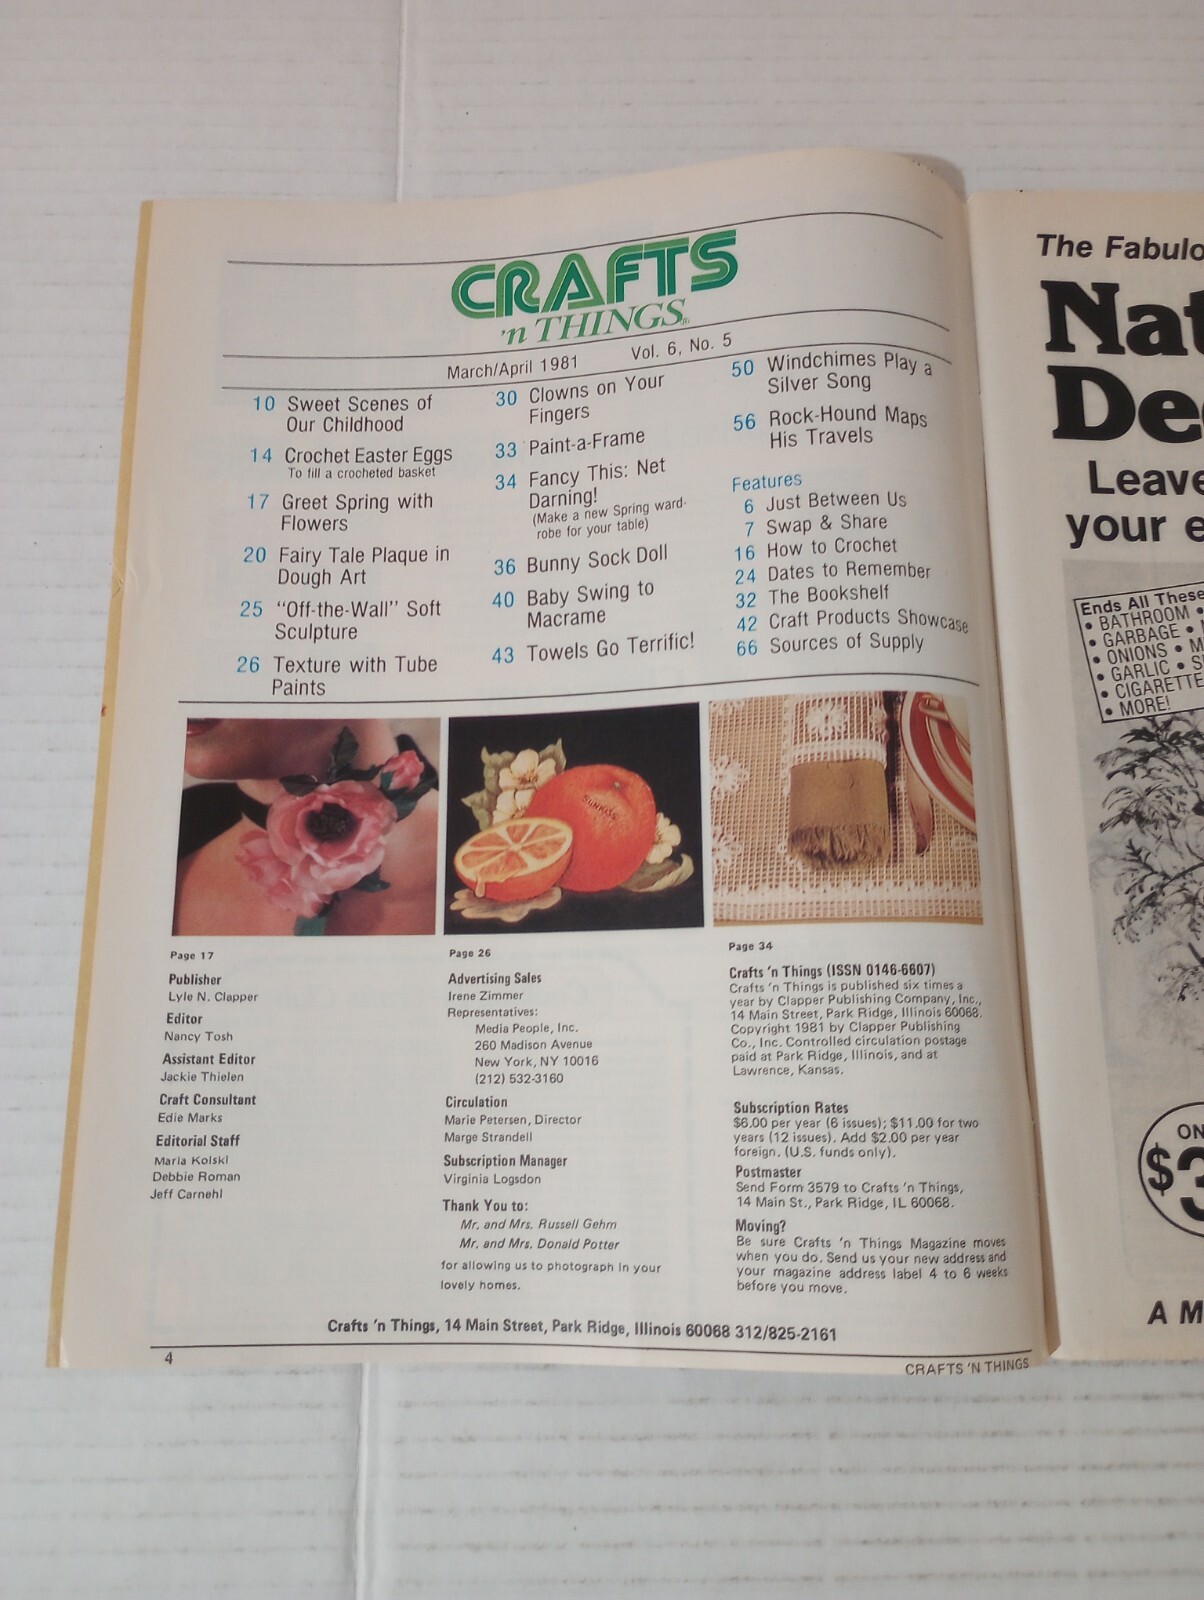 CRAFTS
'n THINGS
March/April 1981
Vol. 6, No. 5
10 Sweet Scenes of
Our Childhood
14 Crochet Easter Eggs
To fill a crocheted basket
17 Greet Spring with
Flowers
20 Fairy Tale Plaque in
Dough Art
25 "Off-the-Wall" Soft
Sculpture
26 Texture with Tube
Paints
30 Clowns on Your
Fingers
33 Paint-a-Frame
34 Fancy This: Net
Darning!
(Make a new Spring ward-
robe for your table)
36 Bunny Sock Doll
40 Baby Swing to
Macrame
43 Towels Go Terrific!
50 Windchimes Play a
Silver Song
56 Rock-Hound Maps
His Travels
Features
6 Just Between Us
7 Swap & Share
16 How to Crochet
24 Dates to Remember
32 The Bookshelf
42 Craft Products Showcase
66 Sources of Supply
Sunkist
Page 17
Publisher
Lyle N. Clapper
Editor
Nancy Tosh
Assistant Editor
Jackie Thielen
Craft Consultant
Edie Marks
Editorial Staff
Maria Kolski
Debbie Roman
Jeff Carnehl
Page 26
Advertising Sales
Irene Zimmer
Representatives:
Media People, Inc.
260 Madison Avenue
New York, NY 10016
(212) 532-3160
Circulation
Marie Petersen, Director
Marge Strandell
Subscription Manager
Virginia Logsdon
Thank You to:
Mr. and Mrs. Russell Gehm
Mr. and Mrs. Donald Potter
for allowing us to photograph in your
lovely homes.
Page 34
Crafts 'n Things (ISSN 0146-6607)
Crafts 'n Things is published six times a
year by Clapper Publishing Company, Inc.,
14 Main Street, Park Ridge, Illinois 60068.
Copyright 1981 by Clapper Publishing
Co., Inc. Controlled circulation postage
paid at Park Ridge, Illinois, and at
Lawrence, Kansas.
Subscription Rates
$6.00 per year (6 issues); $11.00 for two
years (12 issues). Add $2.00 per year
foreign. (U.S. funds only).
Postmaster
Send Form 3579 to Crafts 'n Things,
14 Main St., Park Ridge, IL 60068.
Moving?
Be sure Crafts 'n Things Magazine moves
when you do. Send us your new address and
your magazine address label 4 to 6 weeks
before you move.
Crafts 'n Things, 14 Main Street, Park Ridge, Illinois 60068 312/825-2161
4
CRAFTS 'N THINGS
The Fabulo
Nat
De
Leave
your e
Ends All These
• BATHROOM •
• GARBAGE •
• ONIONS • M
• GARLIC • S
• CIGARETTE
• MORE!
ON
$3
A M